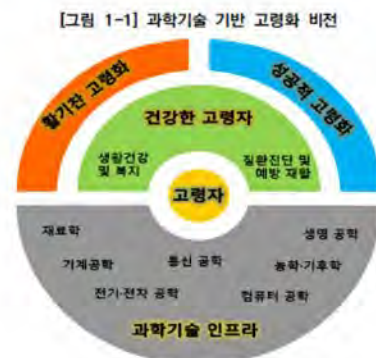 [그림 1-1] 과학기술 기반 고령화 비전
활기찬 고령화
성공적 고령화
건강한 고령자
생활건강
및 복지
질환진단 및
예방 재활
고령자
재료학
생명 공학
기계공학
통신 공학
농학·기후학
전기·전자 공학
컴퓨터 공학
과학기술 인프라